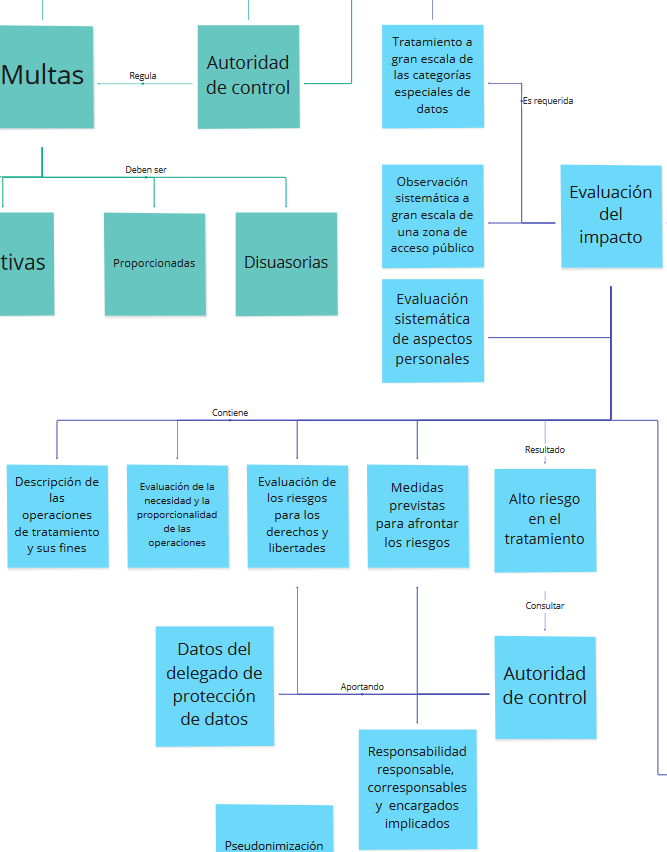 Multas
Regula
Autoridad
de control
Tratamiento a
gran escala de
las categorías
especiales de
datos
Es requerida
Deben ser
tivas
Proporcionadas
Disuasorias
Observación
sistemática a
gran escala de
una zona de
acceso público
Evaluación
del
impacto
Evaluación
sistemática
de aspectos
personales
Contiene
Resultado
Descripción de
las
operaciones
de tratamiento
y sus fines
Evaluación de la
necesidad y la
proporcionalidad
de las
operaciones
Evaluación de
los riesgos
para los
derechos y
libertades
Medidas
previstas
para afrontar
los riesgos
Alto riesgo
en el
tratamiento
Consultar
Datos del
delegado de
protección
de datos
Aportando
Autoridad
de control
Responsabilidad
responsable,
corresponsables
y encargados
implicados
Pseudonimización